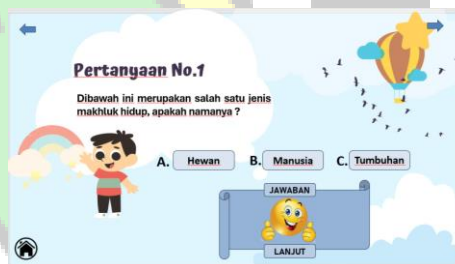 Pertanyaan No.1
Dibawah ini merupakan salah satu jenis
makhluk hidup, apakah namanya ?
A. Hewan B. Manusia C. Tumbuhan
JAWABAN
LANJUT